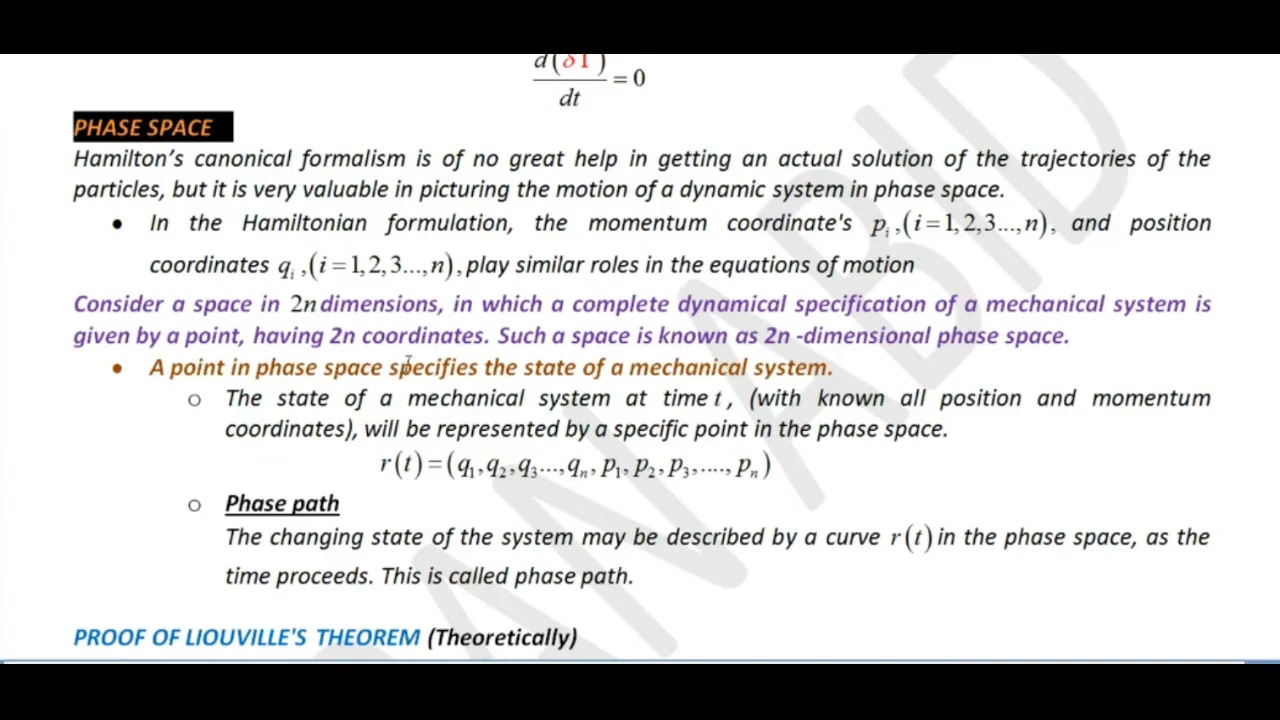 d(δΓ)
dt
= 0
PHASE SPACE
Hamilton's canonical formalism is of no great help in getting an actual solution of the trajectories of the
particles, but it is very valuable in picturing the motion of a dynamic system in phase space.
• In the Hamiltonian formulation, the momentum coordinate's pᵢ,(i=1,2,3...,n), and position
coordinates qᵢ,(i=1,2,3...,n), play similar roles in the equations of motion
Consider a space in 2n dimensions, in which a complete dynamical specification of a mechanical system is
given by a point, having 2n coordinates. Such a space is known as 2n -dimensional phase space.
• A point in phase space specifies the state of a mechanical system.
o The state of a mechanical system at time t, (with known all position and momentum
coordinates), will be represented by a specific point in the phase space.
r(t)=(q₁,q₂,q₃...,qₙ,p₁,p₂,p₃,....,pₙ)
o Phase path
The changing state of the system may be described by a curve r(t) in the phase space, as the
time proceeds. This is called phase path.
PROOF OF LIOUVILLE'S THEOREM (Theoretically)